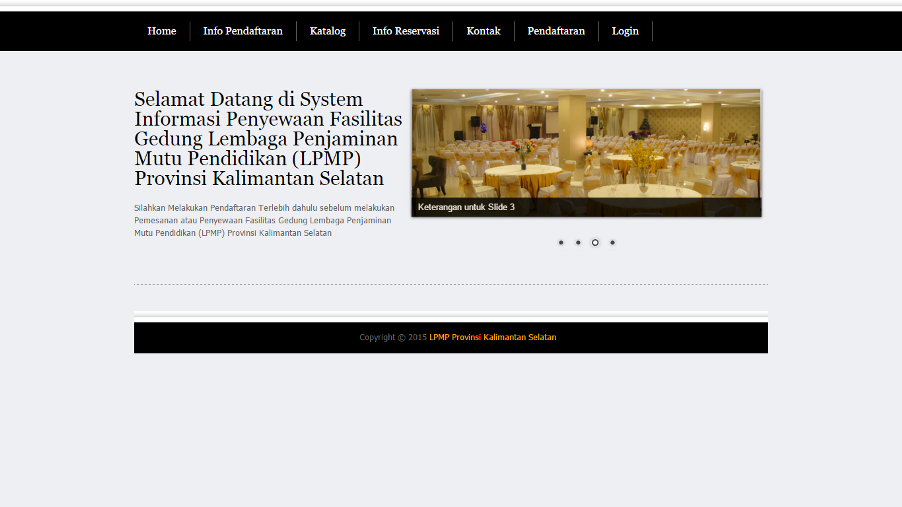 Home Info Pendaftaran Katalog Info Reservasi Kontak Pendaftaran Login
Selamat Datang di System
Informasi Penyewaan Fasilitas
Gedung Lembaga Penjaminan
Mutu Pendidikan (LPMP)
Provinsi Kalimantan Selatan
Silahkan Melakukan Pendaftaran Terlebih dahulu sebelum melakukan
Pemesanan atau Penyewaan Fasilitas Gedung Lembaga Penjaminan
Mutu Pendidikan (LPMP) Provinsi Kalimantan Selatan
Keterangan untuk Slide 3
Copyright © 2015 LPMP Provinsi Kalimantan Selatan